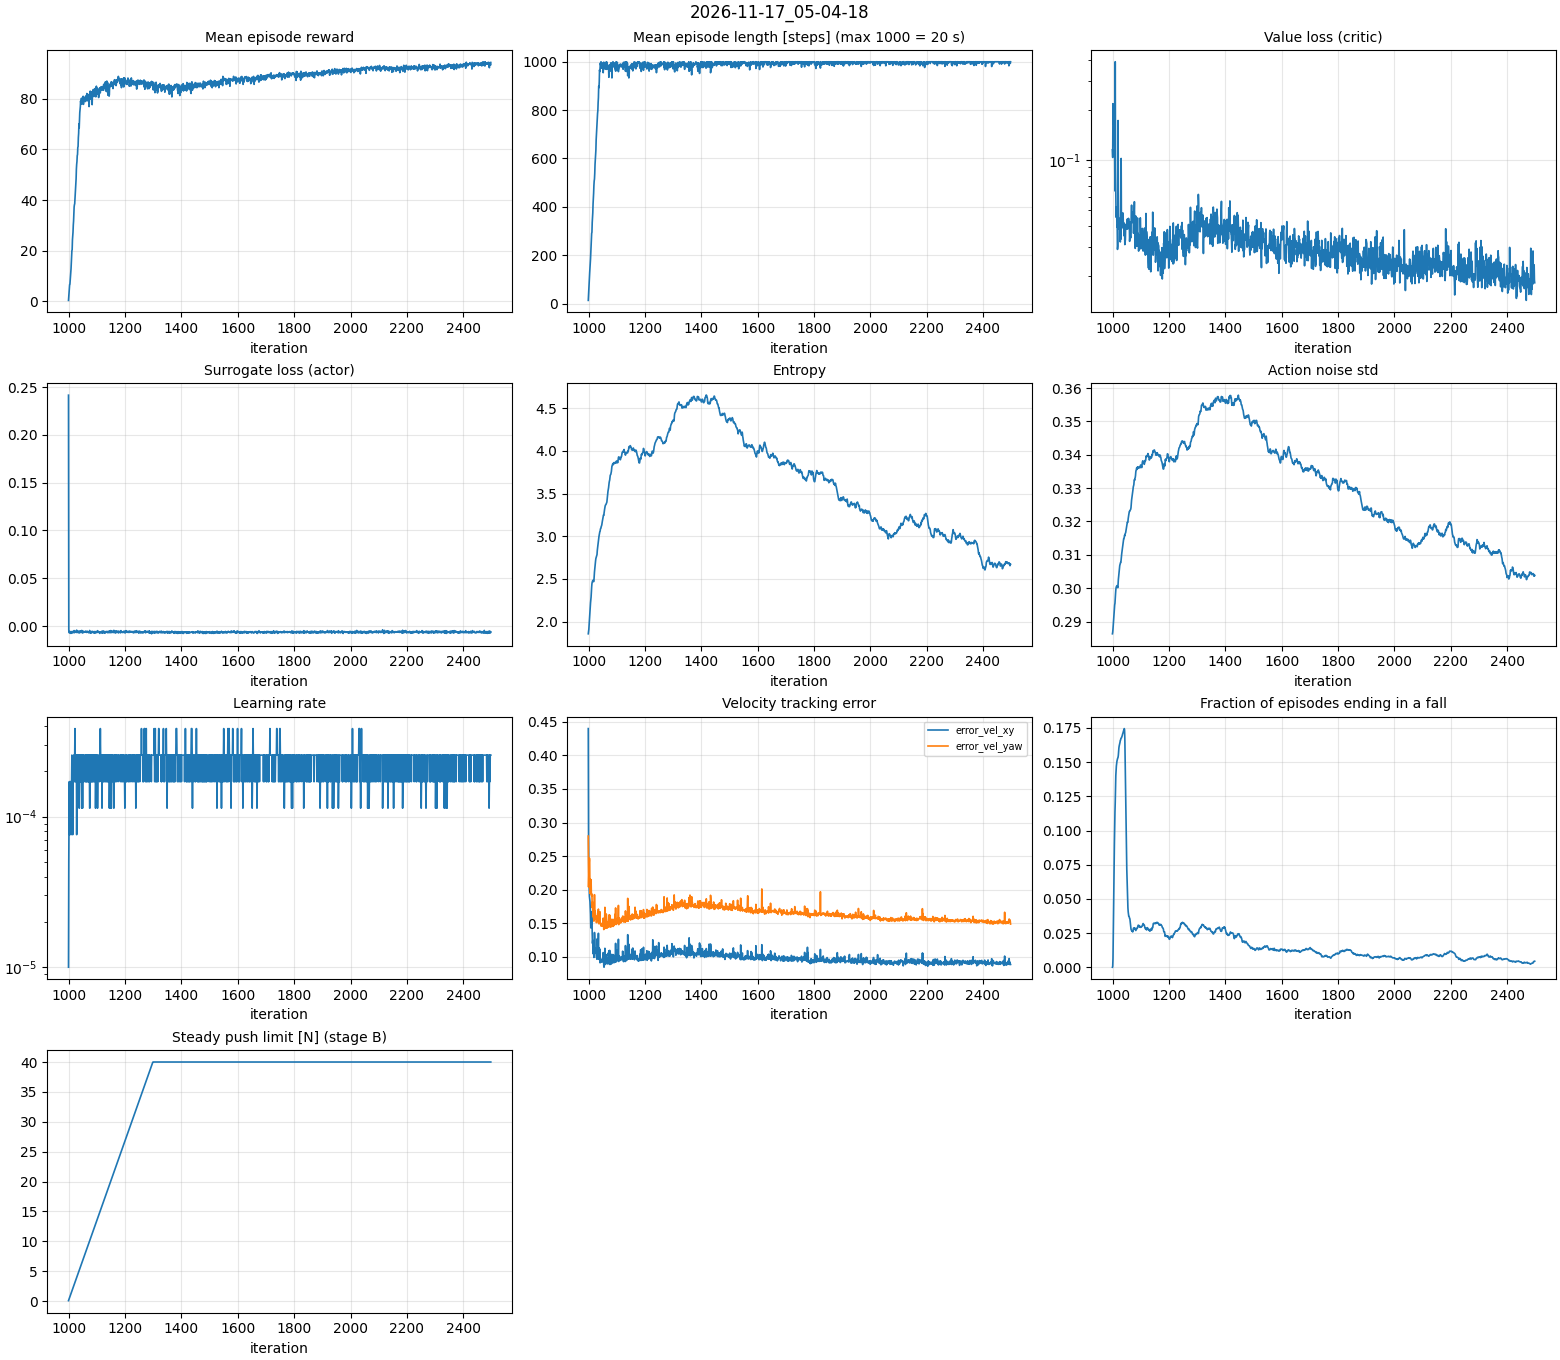 2026-11-17_05-04-18
Mean episode reward
80
60
40
20
0
1000 1200 1400 1600 1800 2000 2200 2400
iteration
Mean episode length [steps] (max 1000 = 20 s)
1000
800
600
400
200
0
1000 1200 1400 1600 1800 2000 2200 2400
iteration
Value loss (critic)
10⁻¹
1000 1200 1400 1600 1800 2000 2200 2400
iteration
Surrogate loss (actor)
0.25
0.20
0.15
0.10
0.05
0.00
1000 1200 1400 1600 1800 2000 2200 2400
iteration
Entropy
4.5
4.0
3.5
3.0
2.5
2.0
1000 1200 1400 1600 1800 2000 2200 2400
iteration
Action noise std
0.36
0.35
0.34
0.33
0.32
0.31
0.30
0.29
1000 1200 1400 1600 1800 2000 2200 2400
iteration
Learning rate
10⁻⁴
10⁻⁵
1000 1200 1400 1600 1800 2000 2200 2400
iteration
Velocity tracking error
error_vel_xy
error_vel_yaw
0.45
0.40
0.35
0.30
0.25
0.20
0.15
0.10
1000 1200 1400 1600 1800 2000 2200 2400
iteration
Fraction of episodes ending in a fall
0.175
0.150
0.125
0.100
0.075
0.050
0.025
0.000
1000 1200 1400 1600 1800 2000 2200 2400
iteration
Steady push limit [N] (stage B)
40
35
30
25
20
15
10
5
0
1000 1200 1400 1600 1800 2000 2200 2400
iteration